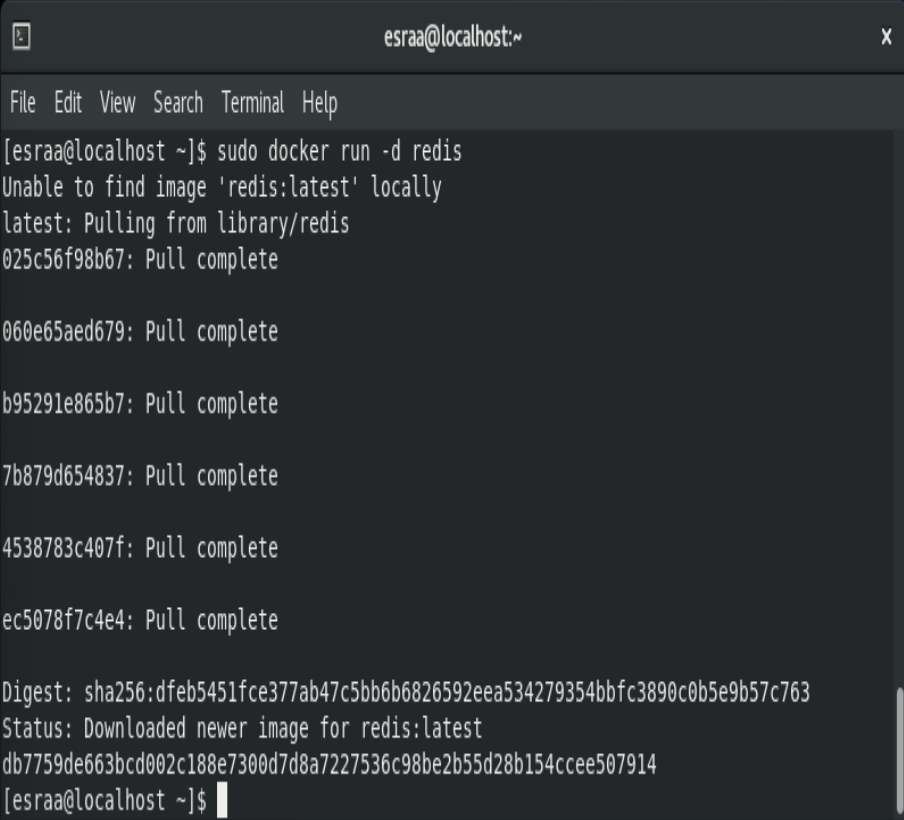 esraa@localhost:~ x
File Edit View Search Terminal Help
[esraa@localhost ~]$ sudo docker run -d redis
Unable to find image 'redis:latest' locally
latest: Pulling from library/redis
025c56f98b67: Pull complete
060e65aed679: Pull complete
b95291e865b7: Pull complete
7b879d654837: Pull complete
4538783c407f: Pull complete
ec5078f7c4e4: Pull complete
Digest: sha256:dfeb5451fce377ab47c5bb6b6826592eea534279354bbfc3890c0b5e9b57c763
Status: Downloaded newer image for redis:latest
db7759de663bcd002c188e7300d7d8a7227536c98be2b55d28b154ccee507914
[esraa@localhost ~]$